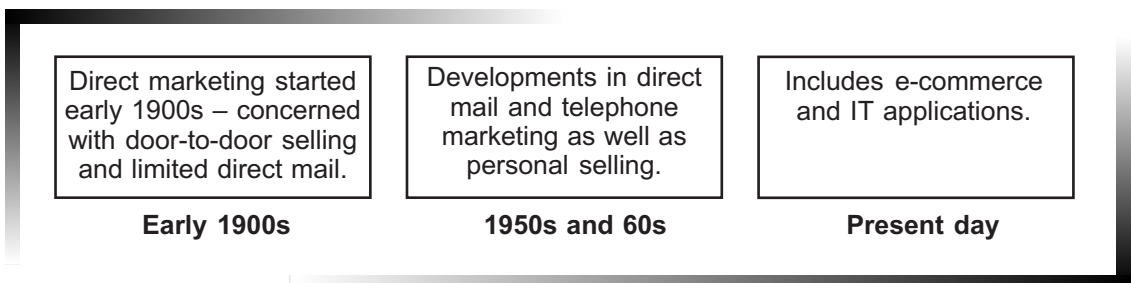 Direct marketing started
early 1900s – concerned
with door-to-door selling
and limited direct mail.
Early 1900s
Developments in direct
mail and telephone
marketing as well as
personal selling.
1950s and 60s
Includes e-commerce
and IT applications.
Present day